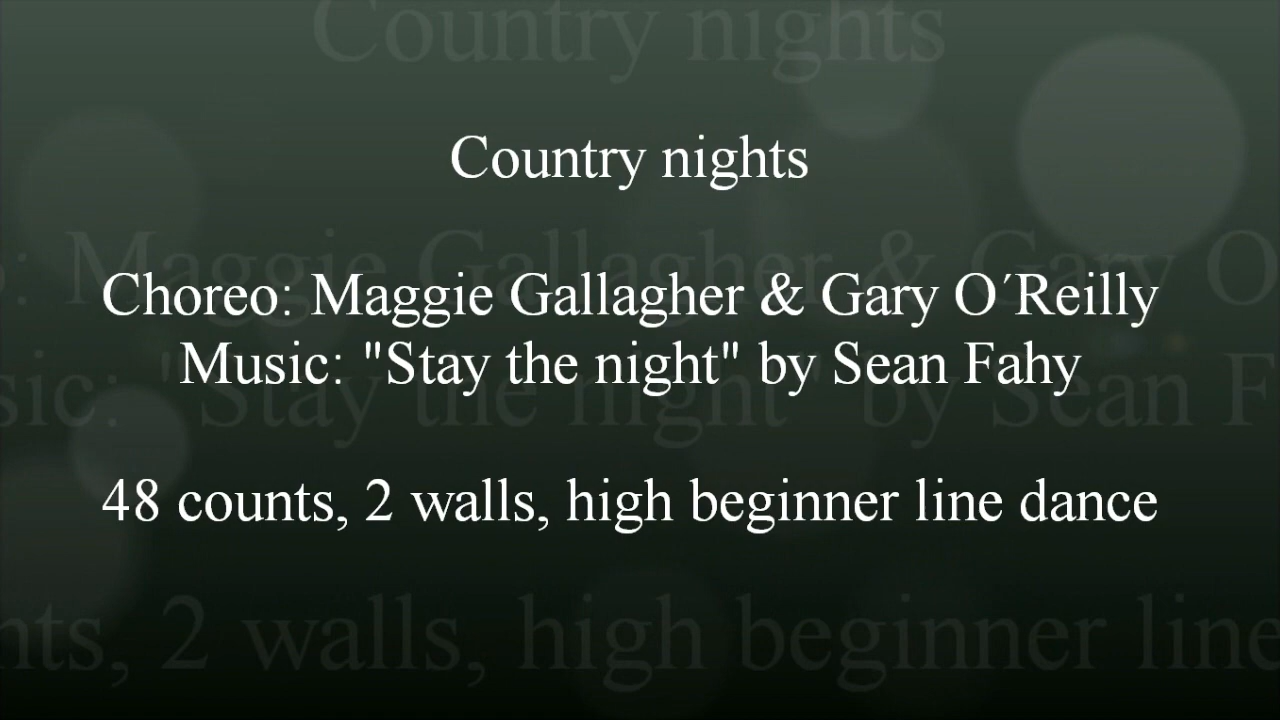 Country nights
Choreo: Maggie Gallagher & Gary O´Reilly
Music: "Stay the night" by Sean Fahy
48 counts, 2 walls, high beginner line dance